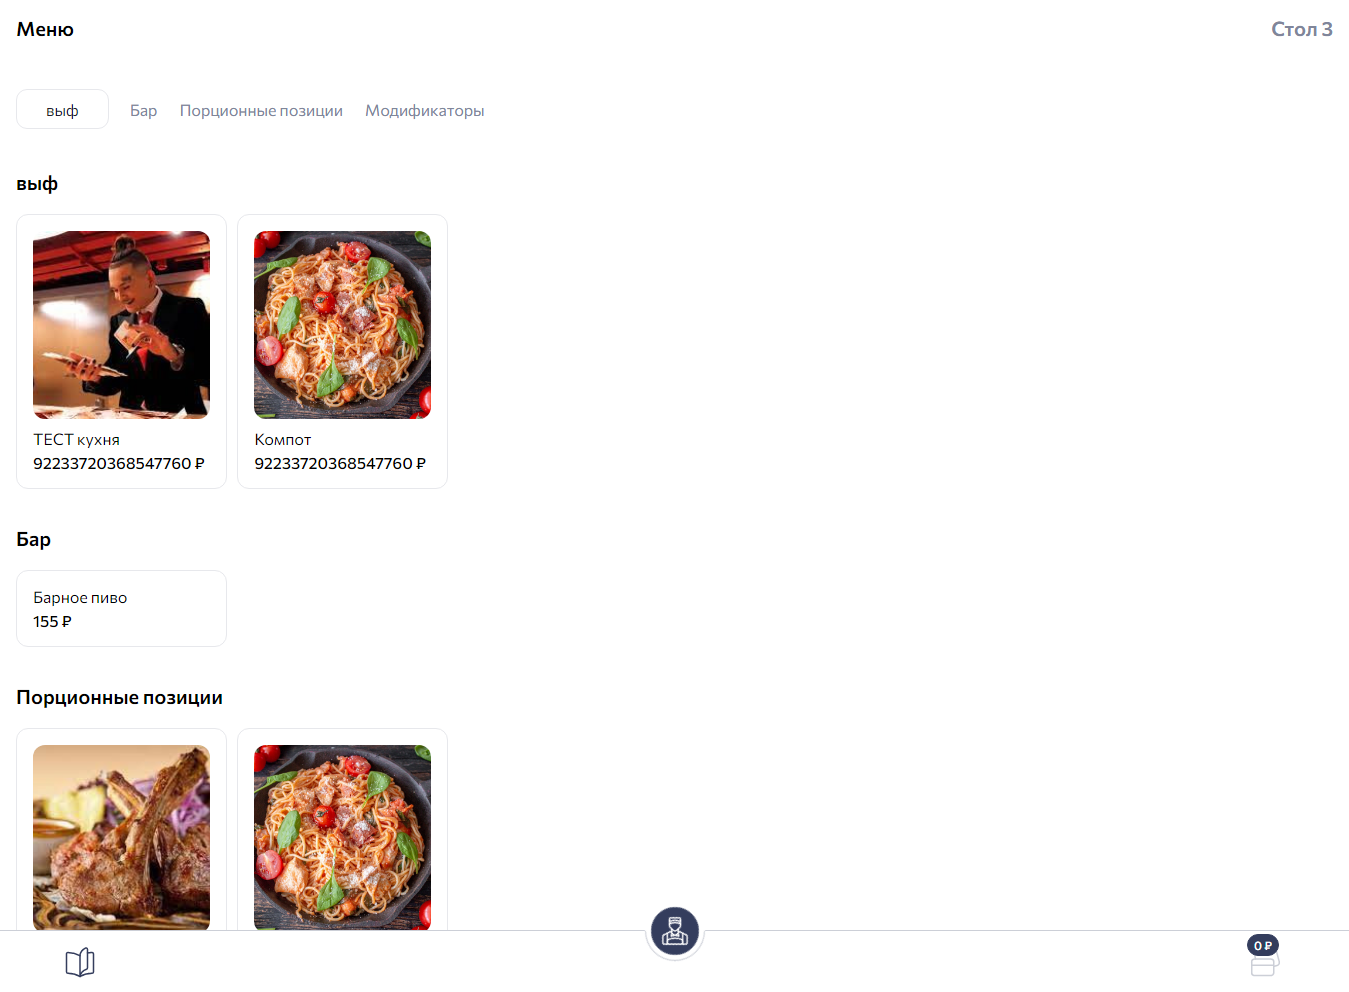 Меню
Стол 3
выф
Бар
Порционные позиции
Модификаторы
выф
ТЕСТ кухня
92233720368547760 ₽
Компот
92233720368547760 ₽
Бар
Барное пиво
155 ₽
Порционные позиции
0 ₽